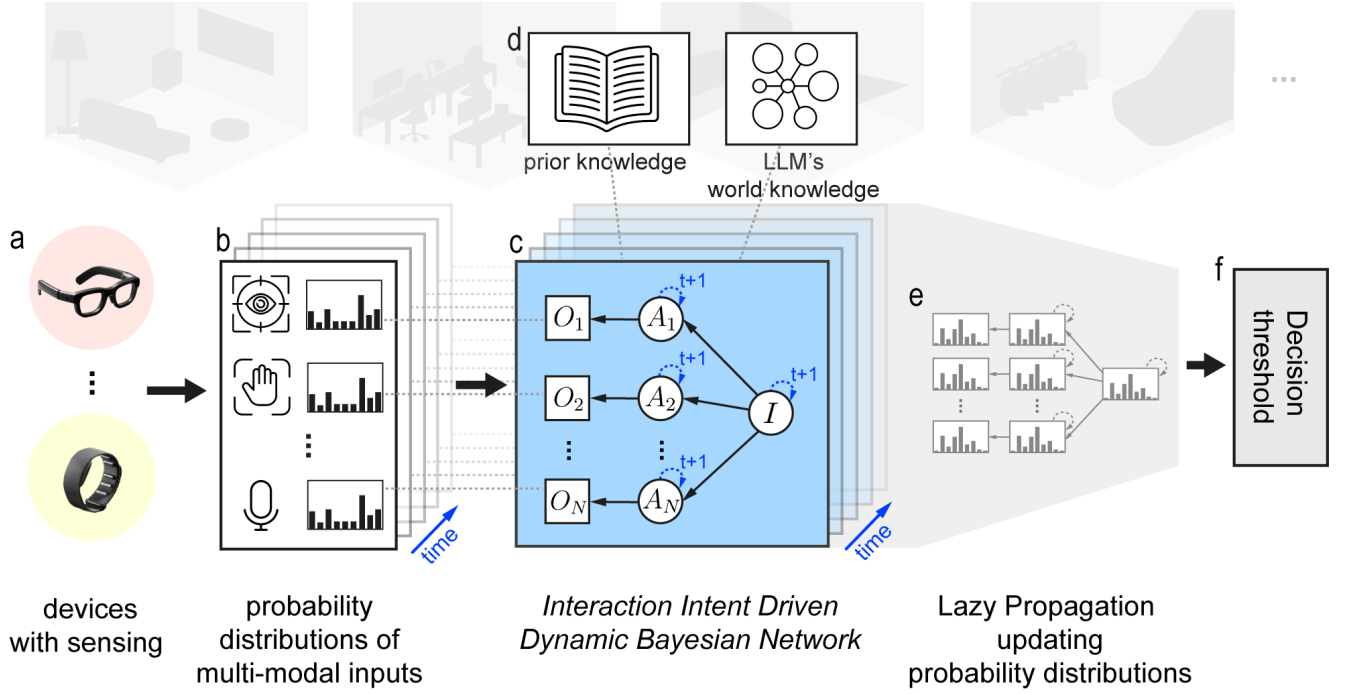 d
prior knowledge
LLM's
world knowledge
...
a
b
c
t+1
O1
A1
t+1
O2
A2
t+1
I
t+1
ON
AN
time
time
e
f
Decision
threshold
devices
with sensing
probability
distributions of
multi-modal inputs
Interaction Intent Driven
Dynamic Bayesian Network
Lazy Propagation
updating
probability distributions